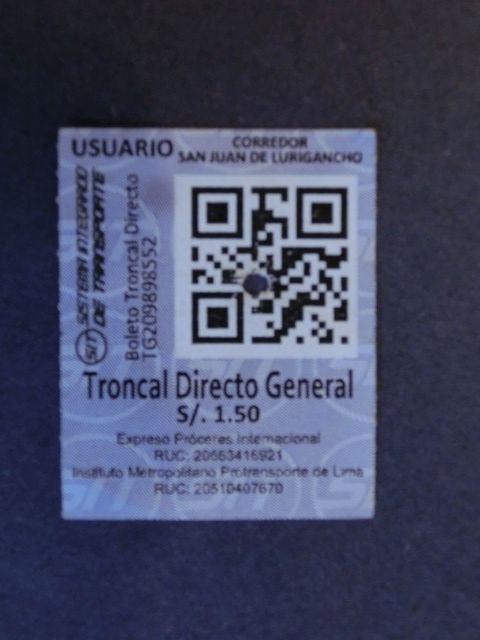 USUARIO
CORREDOR
SAN JUAN DE LURIGANCHO
SIT
SISTEMA INTEGRADO
DE TRANSPORTE
Boleto Troncal Directo
TG209898552
Troncal Directo General
S/. 1.50
Expreso Próceres Internacional
RUC: 20563416921
Instituto Metropolitano Protransporte de Lima
RUC: 20510407670